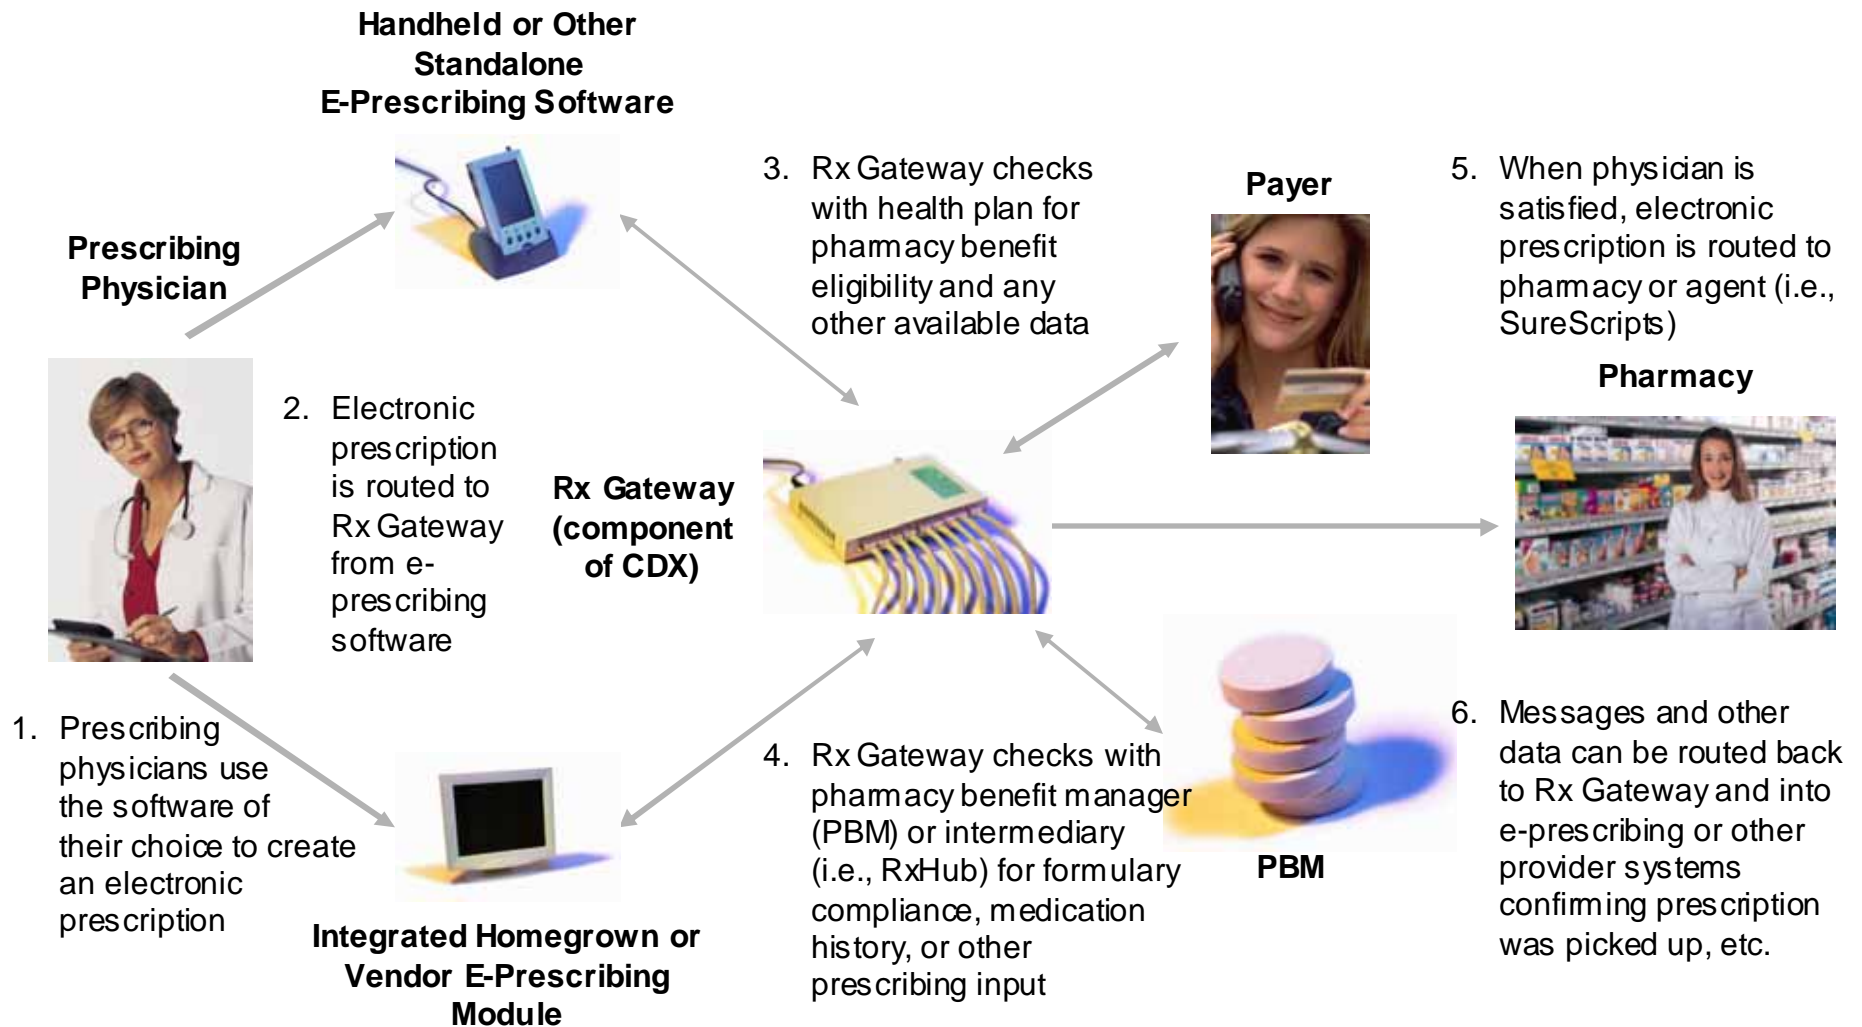 Handheld or Other
Standalone
E-Prescribing Software
Prescribing
Physician
1. Prescribing
physicians use
the software of
their choice to create
an electronic
prescription
2. Electronic
prescription
is routed to
Rx Gateway
from e-
prescribing
software
Integrated Homegrown or
Vendor E-Prescribing
Module
Rx Gateway
(component
of CDX)
3. Rx Gateway checks
with health plan for
pharmacy benefit
eligibility and any
other available data
Payer
4. Rx Gateway checks with
pharmacy benefit manager
(PBM) or intermediary
(i.e., RxHub) for formulary
compliance, medication
history, or other
prescribing input
PBM
5. When physician is
satisfied, electronic
prescription is routed to
pharmacy or agent (i.e.,
SureScripts)
Pharmacy
6. Messages and other
data can be routed back
to Rx Gateway and into
e-prescribing or other
provider systems
confirming prescription
was picked up, etc.